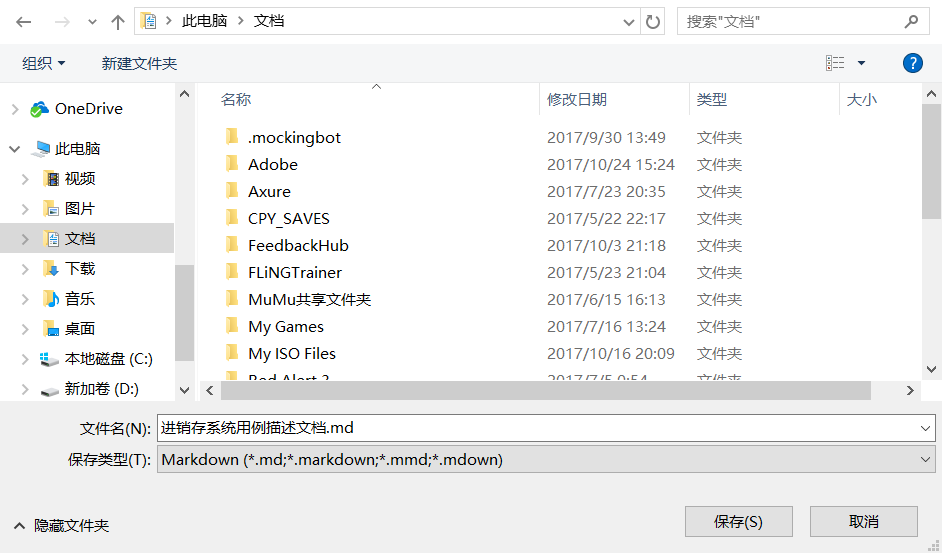 此电脑 > 文档
搜索"文档"
组织 新建文件夹
?
OneDrive
此电脑
视频
图片
文档
下载
音乐
桌面
本地磁盘 (C:)
新加卷 (D:)
名称 修改日期 类型 大小
.mockingbot 2017/9/30 13:49 文件夹
Adobe 2017/10/24 15:24 文件夹
Axure 2017/7/23 20:35 文件夹
CPY_SAVES 2017/5/22 22:17 文件夹
FeedbackHub 2017/10/3 21:18 文件夹
FLiNGTrainer 2017/5/23 21:04 文件夹
MuMu共享文件夹 2017/6/15 16:13 文件夹
My Games 2017/7/16 13:24 文件夹
My ISO Files 2017/10/16 20:09 文件夹
Red Alert 3 2017/7/5 0:54 文件夹
文件名(N): 进销存系统用例描述文档.md
保存类型(T): Markdown (*.md;*.markdown;*.mmd;*.mdown)
隐藏文件夹
保存(S) 取消